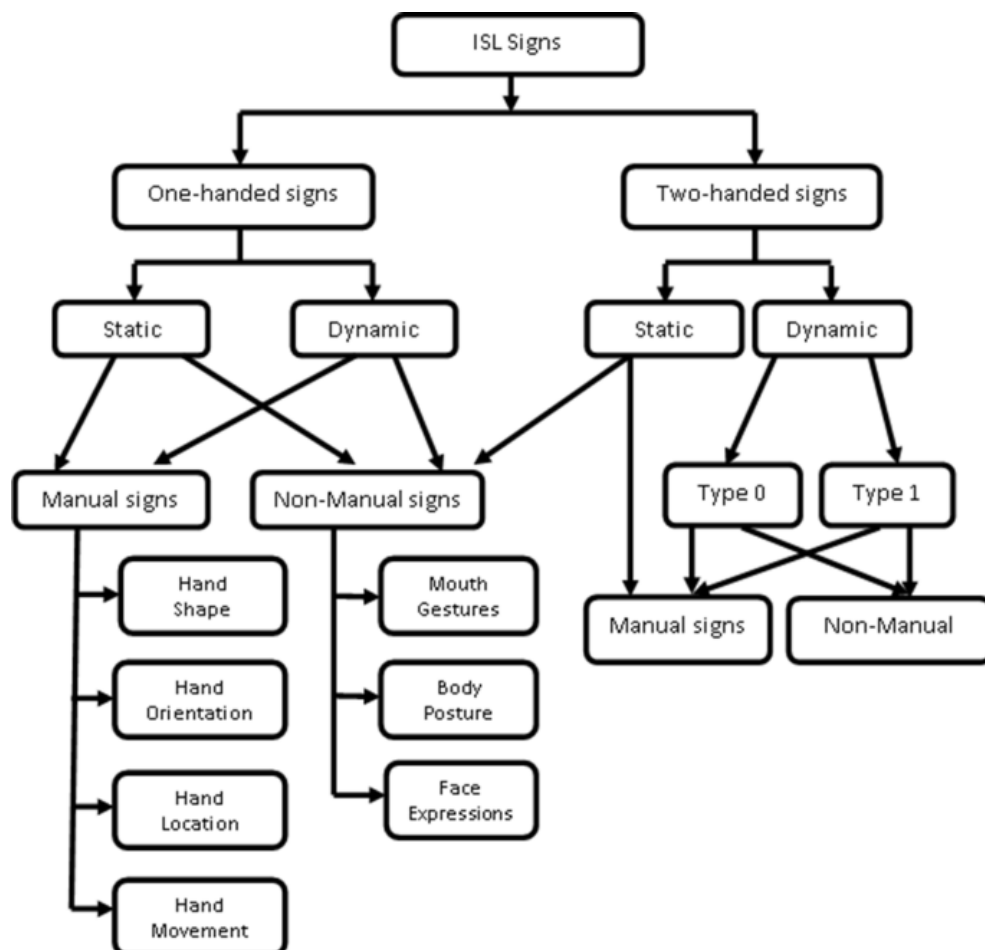 ISL Signs
One-handed signs
Two-handed signs
Static
Dynamic
Static
Dynamic
Manual signs
Non-Manual signs
Type 0
Type 1
Hand
Shape
Mouth
Gestures
Manual signs
Non-Manual
Hand
Orientation
Body
Posture
Hand
Location
Face
Expressions
Hand
Movement